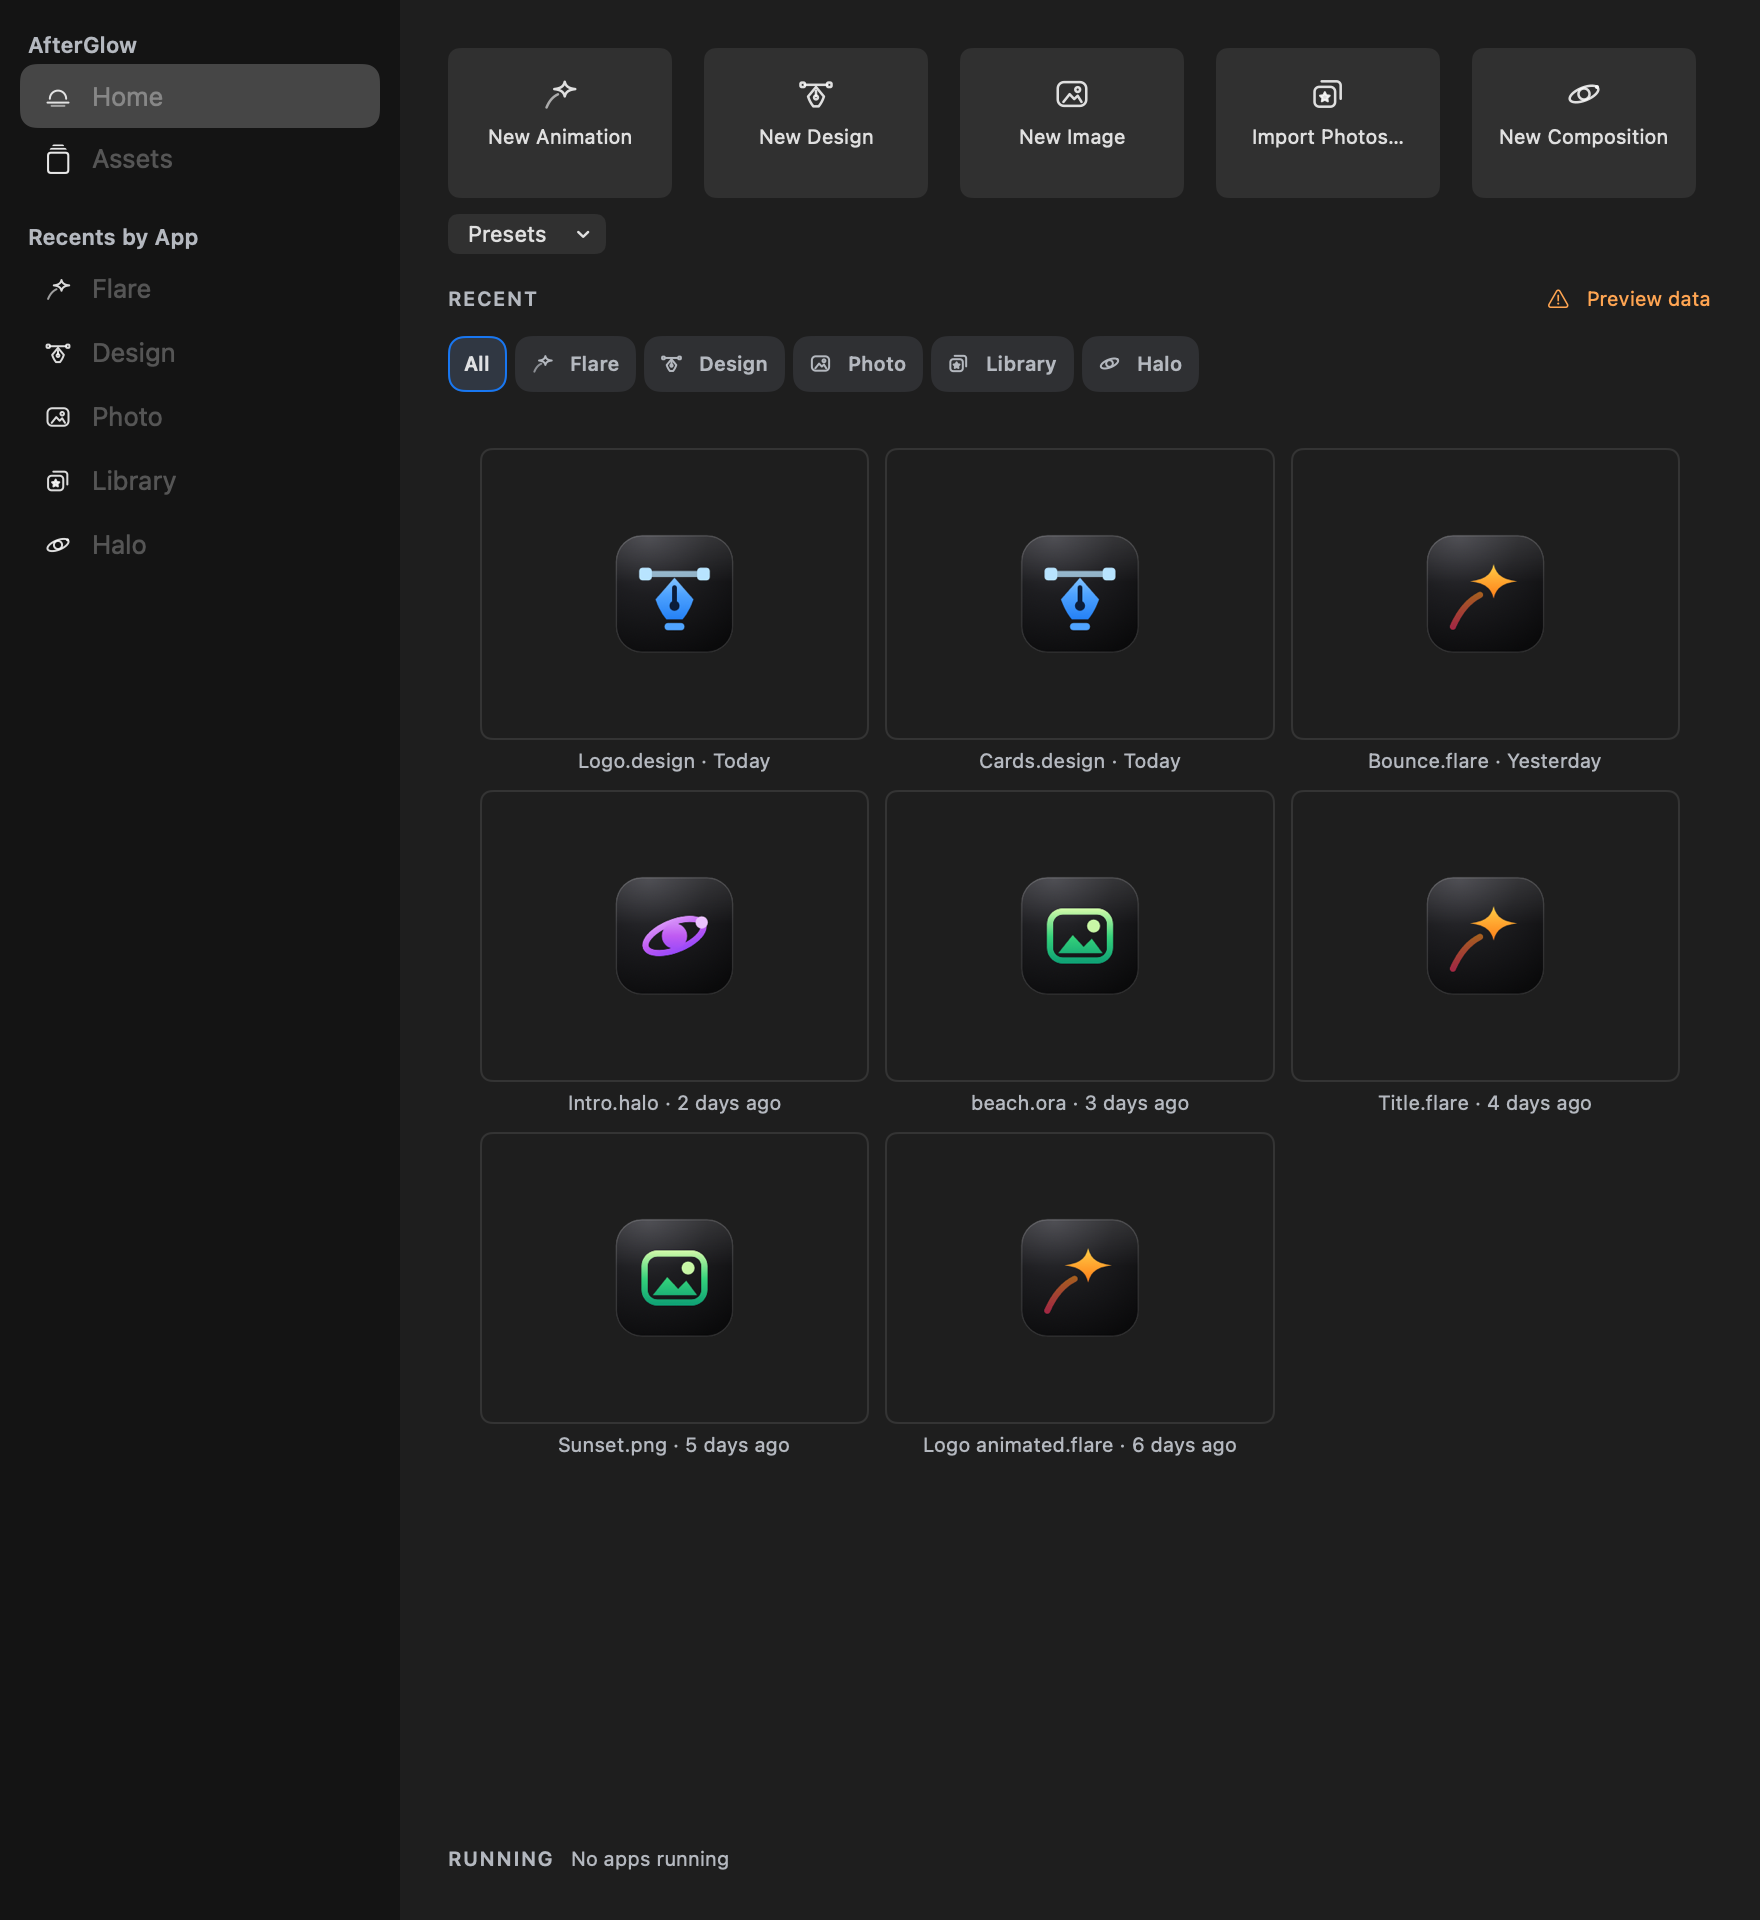 AfterGlow
Home
Assets
Recents by App
Flare
Design
Photo
Library
Halo
New Animation
New Design
New Image
Import Photos...
New Composition
Presets
RECENT
Preview data
All
Flare
Design
Photo
Library
Halo
Logo.design · Today
Cards.design · Today
Bounce.flare · Yesterday
Intro.halo · 2 days ago
beach.ora · 3 days ago
Title.flare · 4 days ago
Sunset.png · 5 days ago
Logo animated.flare · 6 days ago
RUNNING No apps running